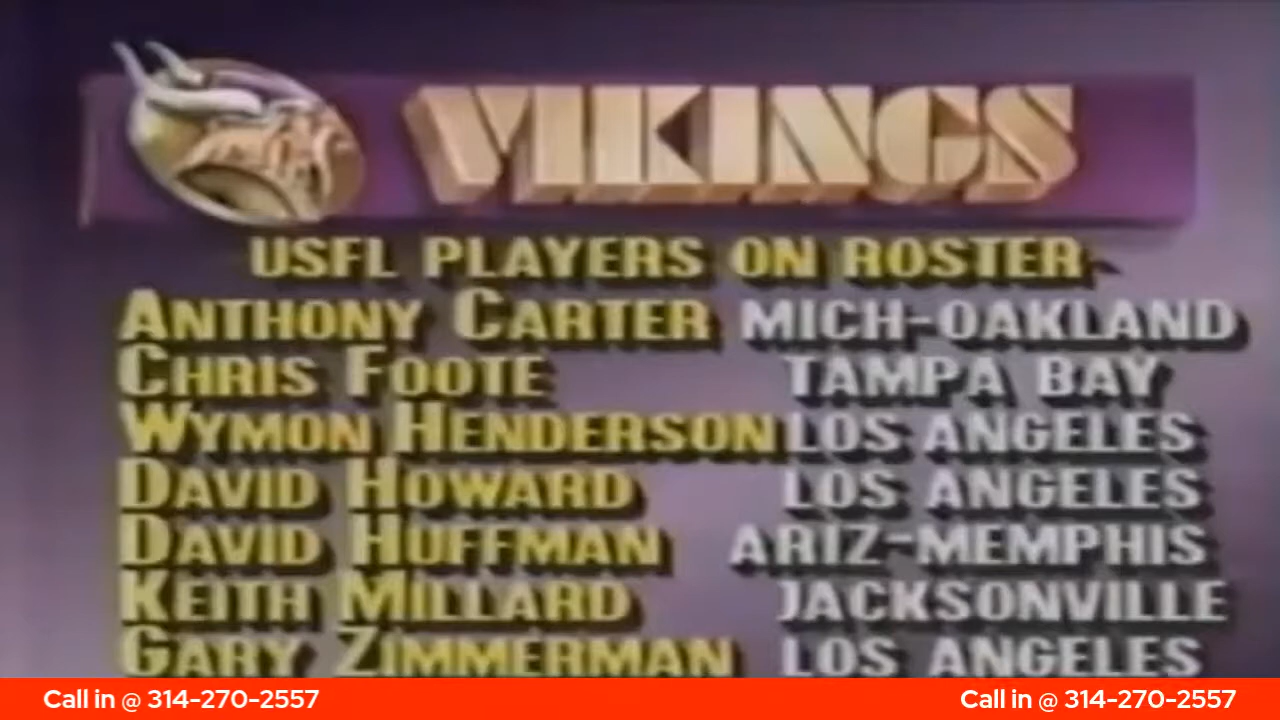 VIKINGS
USFL PLAYERS ON ROSTER
ANTHONY CARTER MICH-OAKLAND
CHRIS FOOTE TAMPA BAY
WYMON HENDERSON LOS ANGELES
DAVID HOWARD LOS ANGELES
DAVID HUFFMAN ARIZ-MEMPHIS
KEITH MILLARD JACKSONVILLE
GARY ZIMMERMAN LOS ANGELES
Call in @ 314-270-2557 Call in @ 314-270-2557